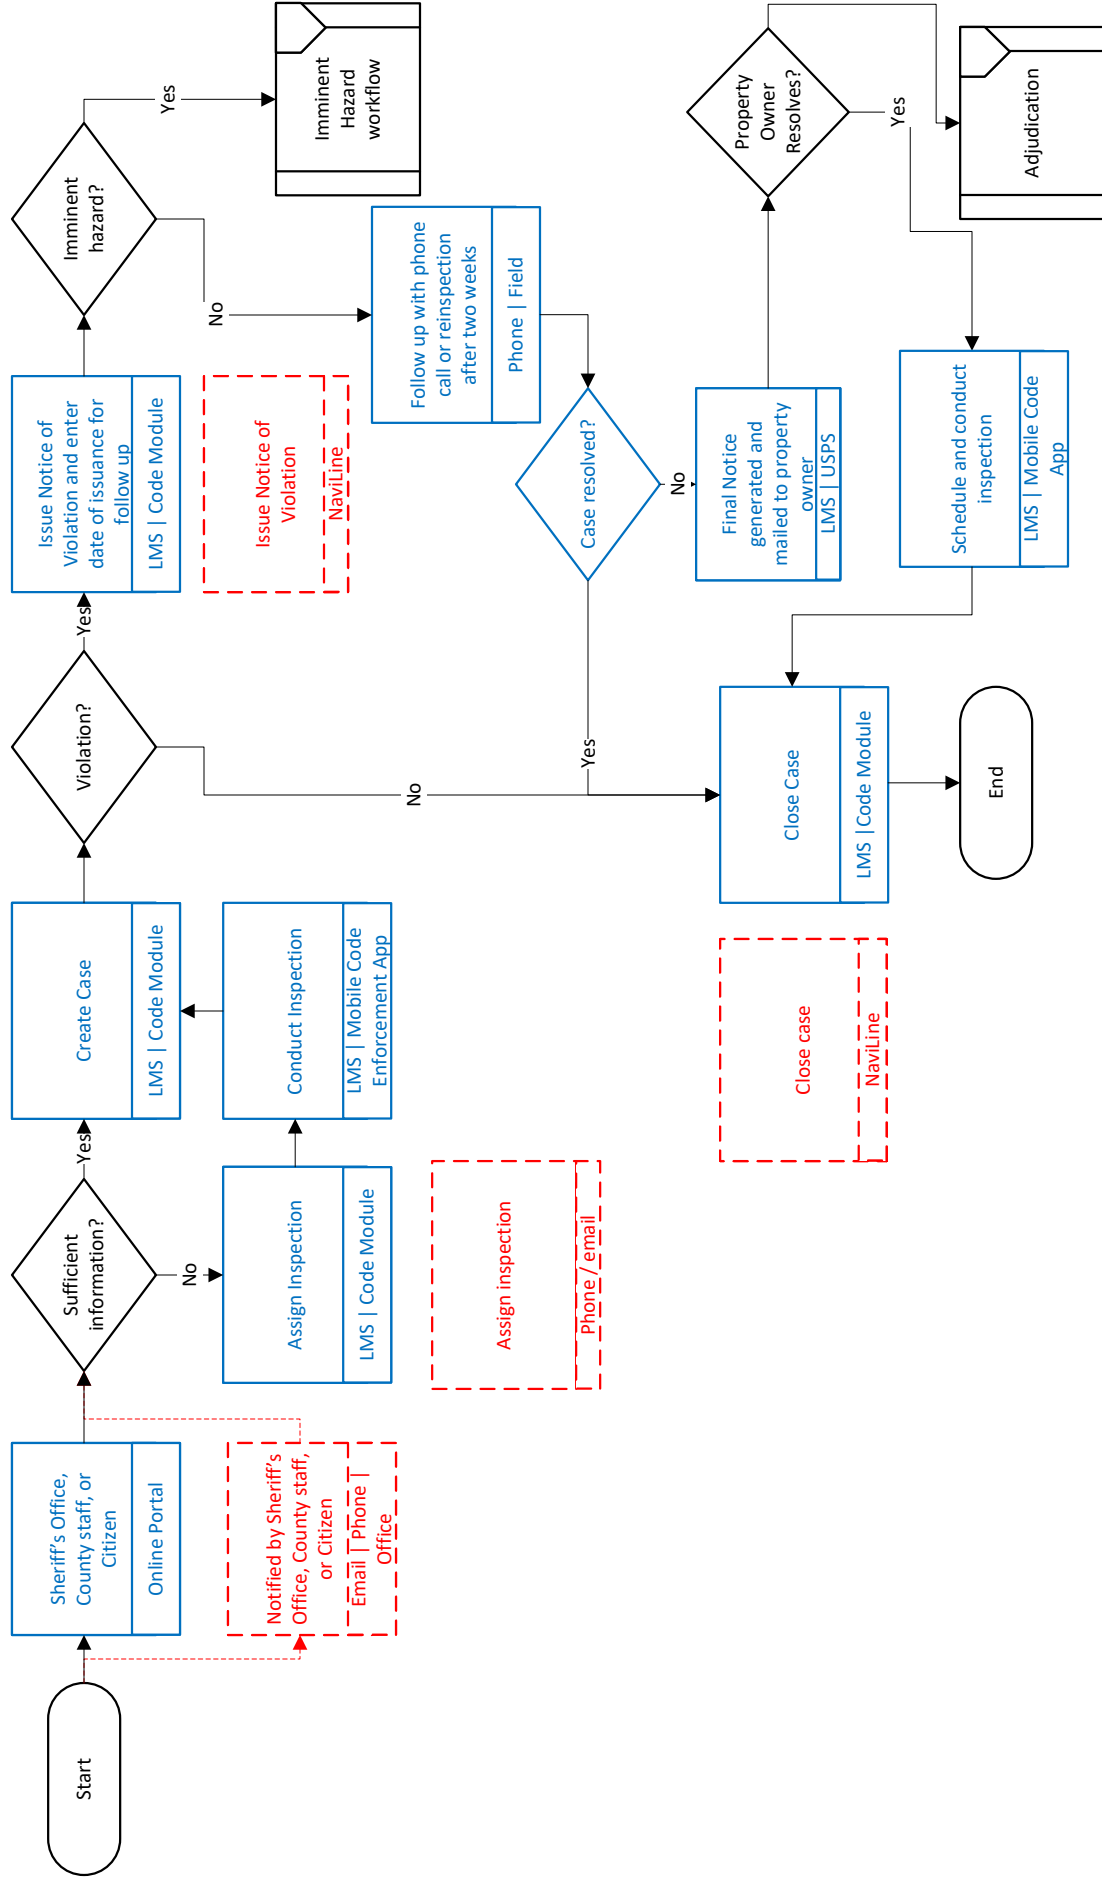 Start
Sheriff's Office,
County staff, or
Citizen
Online Portal
Notified by Sheriff's
Office, County staff,
or Citizen
Email | Phone |
Office
Sufficient
information?
Yes
No
Create Case
LMS | Code Module
Assign Inspection
LMS | Code Module
Conduct Inspection
LMS | Mobile Code
Enforcement App
Assign inspection
Phone / email
Violation?
Yes
No
Issue Notice of
Violation and enter
date of issuance for
follow up
LMS | Code Module
Issue Notice of
Violation
NaviLine
Imminent
hazard?
Yes
No
Imminent
Hazard
workflow
Follow up with phone
call or reinspection
after two weeks
Phone | Field
Case resolved?
Yes
No
Final Notice
generated and
mailed to property
owner
LMS | USPS
Property
Owner
Resolves?
Yes
Adjudication
Schedule and conduct
inspection
LMS | Mobile Code
App
Close Case
LMS |Code Module
Close case
NaviLine
End